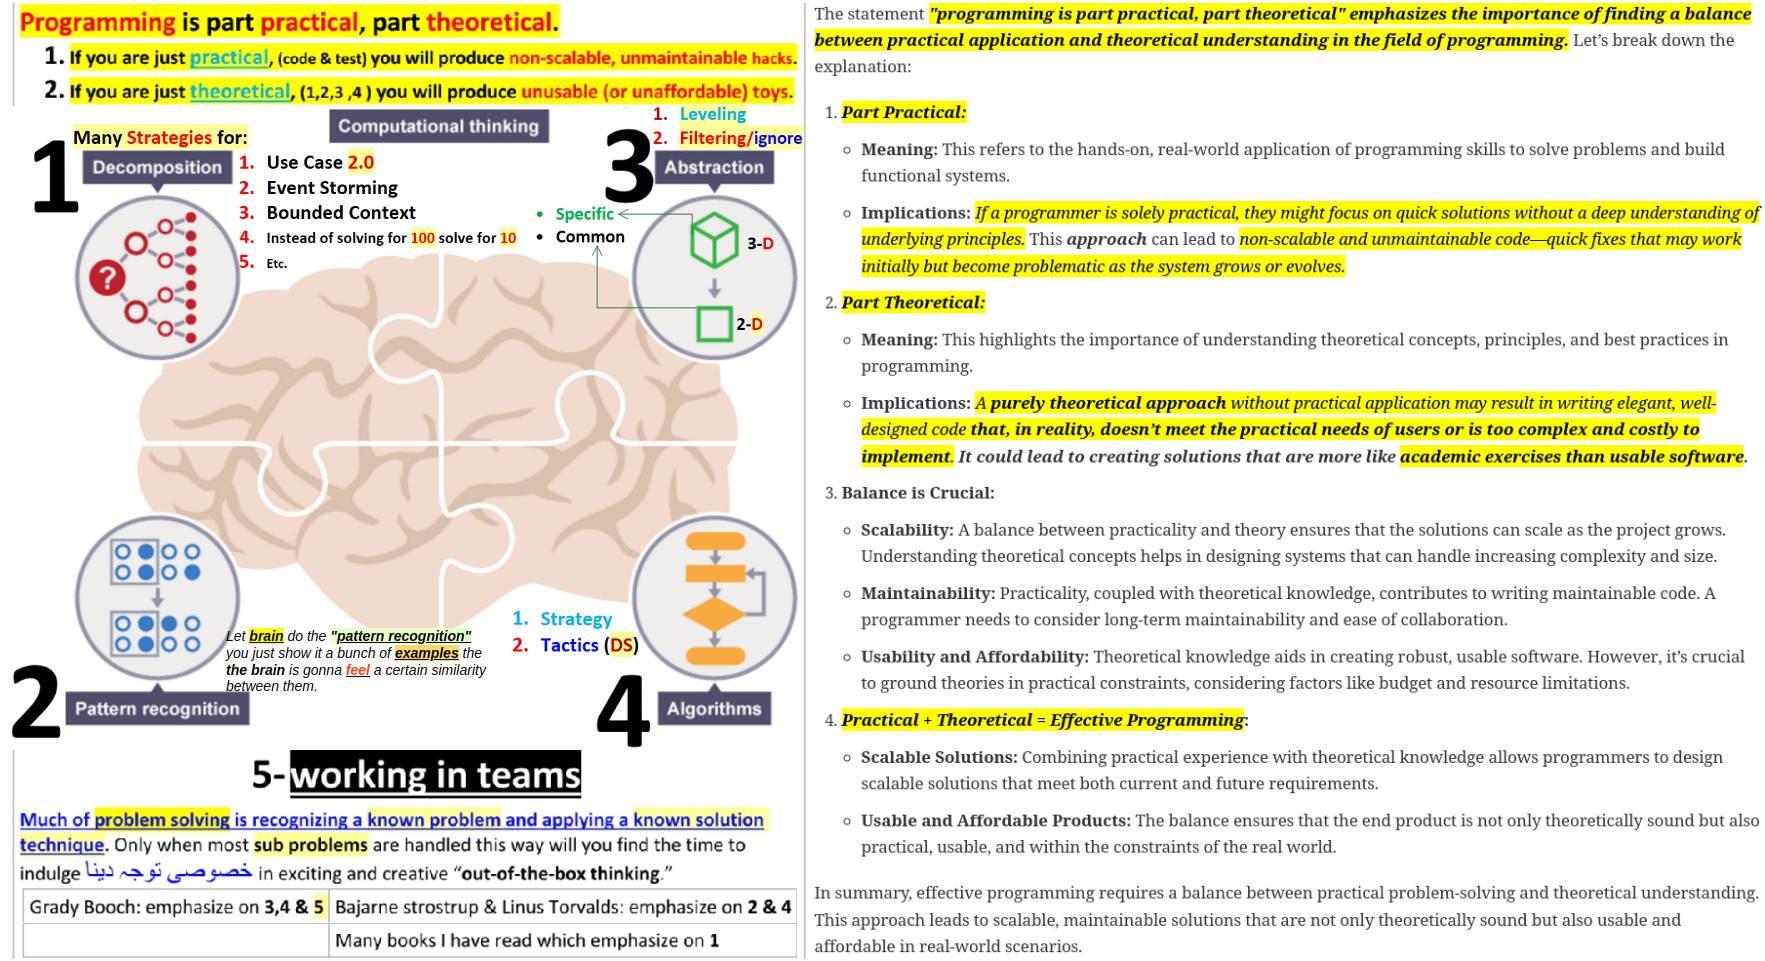 Programming is part practical, part theoretical.
1. If you are just practical, (code & test) you will produce non-scalable, unmaintainable hacks.
2. If you are just theoretical, (1,2,3 ,4 ) you will produce unusable (or unaffordable) toys.
Computational thinking
1
Many Strategies for:
Decomposition
1. Use Case 2.0
2. Event Storming
3. Bounded Context
4. Instead of solving for 100 solve for 10
5. Etc.
?
3
1. Leveling
2. Filtering/ignore
Abstraction
• Specific
• Common
3-D
2-D
2
Pattern recognition
Let brain do the "pattern recognition"
you just show it a bunch of examples the
the brain is gonna feel a certain similarity
between them.
1. Strategy
2. Tactics (DS)
4
Algorithms
5-working in teams
Much of problem solving is recognizing a known problem and applying a known solution
technique. Only when most sub problems are handled this way will you find the time to
indulge خصوصی توجہ دینا in exciting and creative “out-of-the-box thinking.”
Grady Booch: emphasize on 3,4 & 5
Bajarne strostrup & Linus Torvalds: emphasize on 2 & 4
Many books I have read which emphasize on 1
The statement "programming is part practical, part theoretical" emphasizes the importance of finding a balance
between practical application and theoretical understanding in the field of programming. Let’s break down the
explanation:
1. Part Practical:
◦ Meaning: This refers to the hands-on, real-world application of programming skills to solve problems and build
functional systems.
◦ Implications: If a programmer is solely practical, they might focus on quick solutions without a deep understanding of
underlying principles. This approach can lead to non-scalable and unmaintainable code—quick fixes that may work
initially but become problematic as the system grows or evolves.
2. Part Theoretical:
◦ Meaning: This highlights the importance of understanding theoretical concepts, principles, and best practices in
programming.
◦ Implications: A purely theoretical approach without practical application may result in writing elegant, well-
designed code that, in reality, doesn’t meet the practical needs of users or is too complex and costly to
implement. It could lead to creating solutions that are more like academic exercises than usable software.
3. Balance is Crucial:
◦ Scalability: A balance between practicality and theory ensures that the solutions can scale as the project grows.
Understanding theoretical concepts helps in designing systems that can handle increasing complexity and size.
◦ Maintainability: Practicality, coupled with theoretical knowledge, contributes to writing maintainable code. A
programmer needs to consider long-term maintainability and ease of collaboration.
◦ Usability and Affordability: Theoretical knowledge aids in creating robust, usable software. However, it’s crucial
to ground theories in practical constraints, considering factors like budget and resource limitations.
4. Practical + Theoretical = Effective Programming:
◦ Scalable Solutions: Combining practical experience with theoretical knowledge allows programmers to design
scalable solutions that meet both current and future requirements.
◦ Usable and Affordable Products: The balance ensures that the end product is not only theoretically sound but also
practical, usable, and within the constraints of the real world.
In summary, effective programming requires a balance between practical problem-solving and theoretical understanding.
This approach leads to scalable, maintainable solutions that are not only theoretically sound but also usable and
affordable in real-world scenarios.